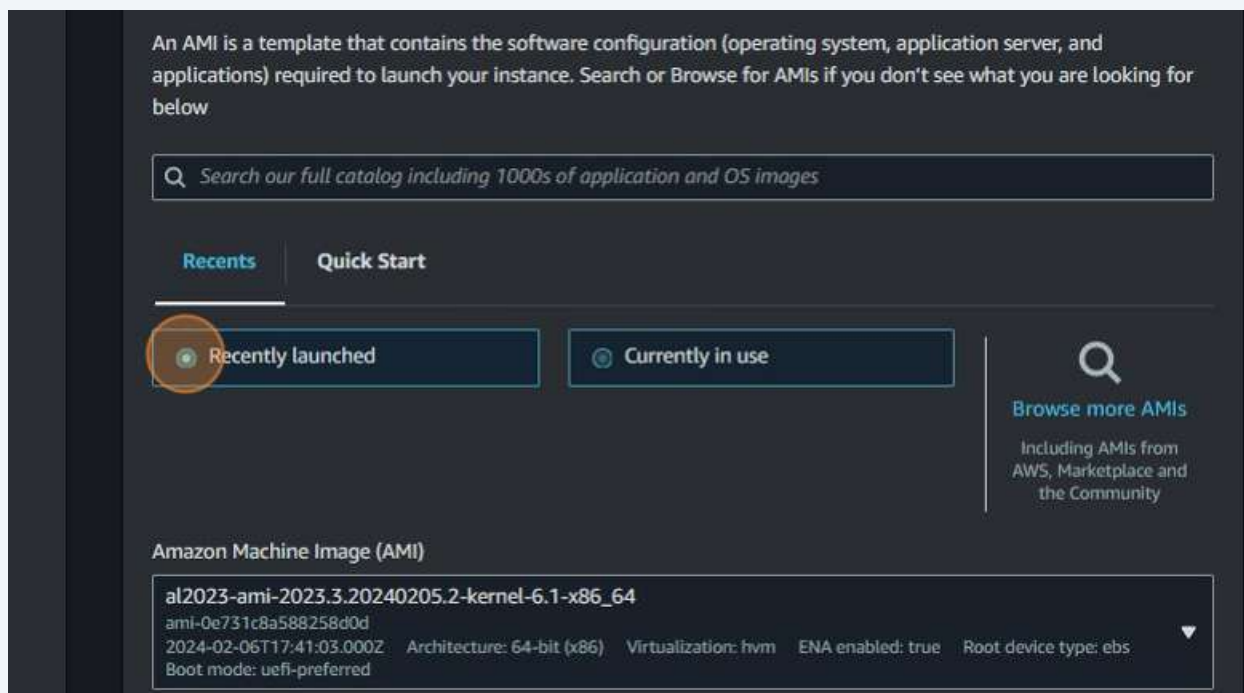 An AMI is a template that contains the software configuration (operating system, application server, and
applications) required to launch your instance. Search or Browse for AMIs if you don't see what you are looking for
below
Search our full catalog including 1000s of application and OS images
Recents
Quick Start
Recently launched
Currently in use
Browse more AMIs
Including AMIs from
AWS, Marketplace and
the Community
Amazon Machine Image (AMI)
al2023-ami-2023.3.20240205.2-kernel-6.1-x86_64
ami-0e731c8a588258d0d
2024-02-06T17:41:03.000Z Architecture: 64-bit (x86) Virtualization: hvm ENA enabled: true Root device type: ebs
Boot mode: uefi-preferred